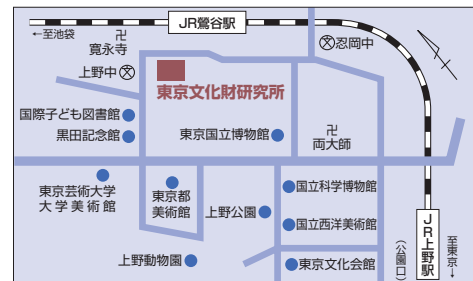 JR鶯谷駅
←至池袋
卍
寛永寺
文忍岡中
上野中文
東京文化財研究所
国際子ども図書館
黒田記念館
東京国立博物館
卍
両大師
東京芸術大学
大学美術館
東京都
美術館
上野公園
国立科学博物館
国立西洋美術館
上野動物園
東京文化会館
JR上野駅
(公園口)
至東京→